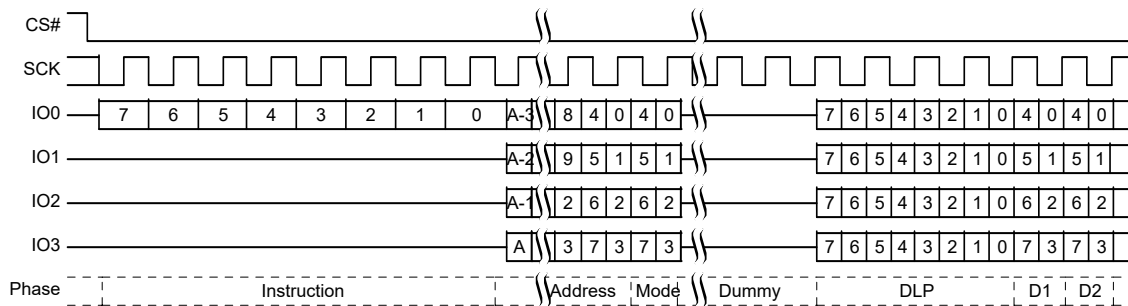 CS#
SCK
IO0 7 6 5 4 3 2 1 0 A-3 8 4 0 4 0 7 6 5 4 3 2 1 0 4 0 4 0
IO1 A-2 9 5 1 5 1 7 6 5 4 3 2 1 0 5 1 5 1
IO2 A-1 2 6 2 6 2 7 6 5 4 3 2 1 0 6 2 6 2
IO3 A 3 7 3 7 3 7 6 5 4 3 2 1 0 7 3 7 3
Phase Instruction Address Mode Dummy DLP D1 D2